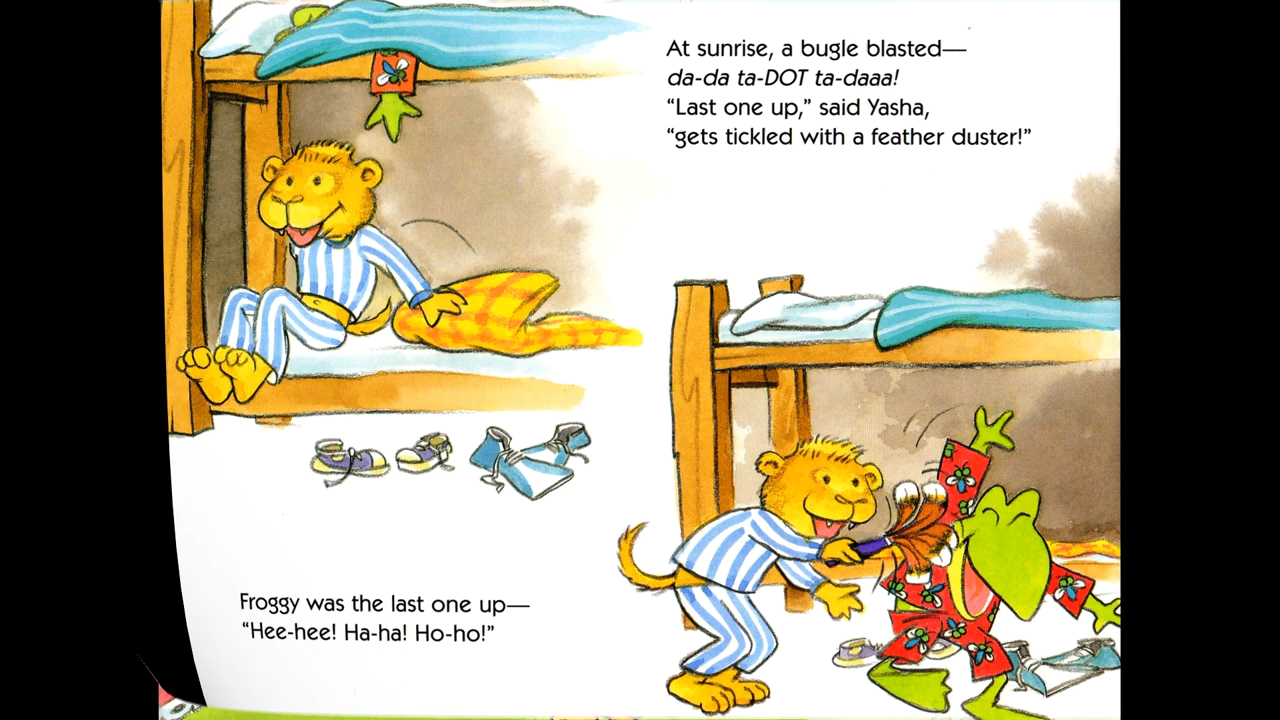 At sunrise, a bugle blasted—
da-da ta-DOT ta-daaa!
“Last one up,” said Yasha,
“gets tickled with a feather duster!”
Froggy was the last one up—
“Hee-hee! Ha-ha! Ho-ho!”